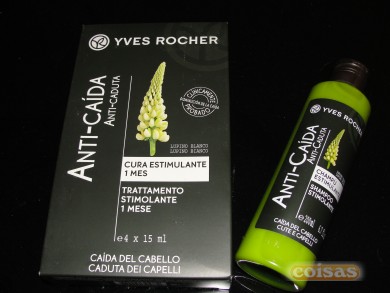 YVES ROCHER
ANTI-CAÍDA
ANTI-CADUTA
CLINICAMENTE
PROBADO
LUPINO BLANCO
LUPINO BIANCO
CURA ESTIMULANTE
1 MES
TRATTAMENTO
STIMOLANTE
1 MESE
e 4 x 15 ml
CAÍDA DEL CABELLO
CADUTA DEI CAPELLI
YVES ROCHER
ANTI-CAÍDA
ANTI-CADUTA
SHAMPOO
STIMOLANTE
CAÍDA DEL CABELLO
CUTE E CAPELLI
coisas